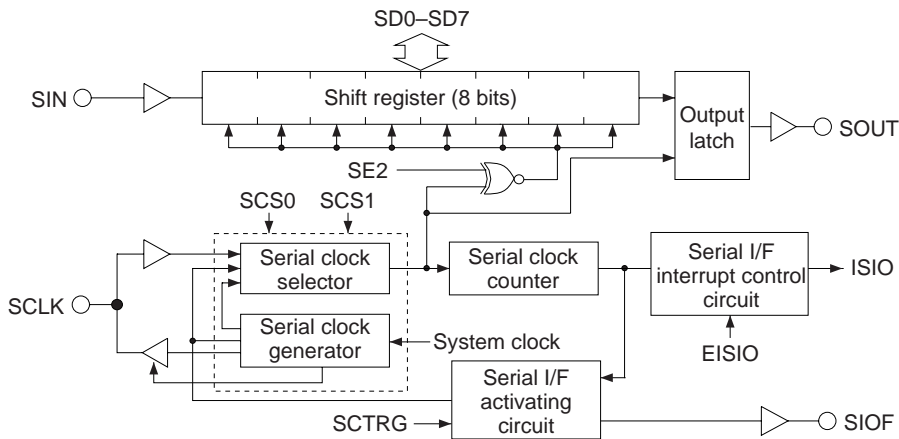 SD0–SD7
SIN
Shift register (8 bits)
Output
latch
SOUT
SE2
SCS0
SCS1
Serial clock
selector
Serial clock
counter
Serial I/F
interrupt control
circuit
ISIO
SCLK
Serial clock
generator
System clock
EISIO
Serial I/F
activating
circuit
SCTRG
SIOF